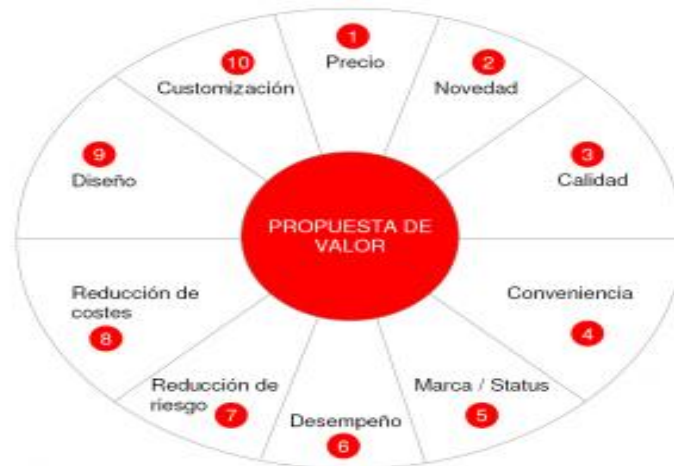 1
Precio
2
Novedad
3
Calidad
Conveniencia
4
Marca / Status
5
Desempeño
6
Reducción de
riesgo
7
Reducción de
costes
8
9
Diseño
10
Customización
PROPUESTA DE
VALOR